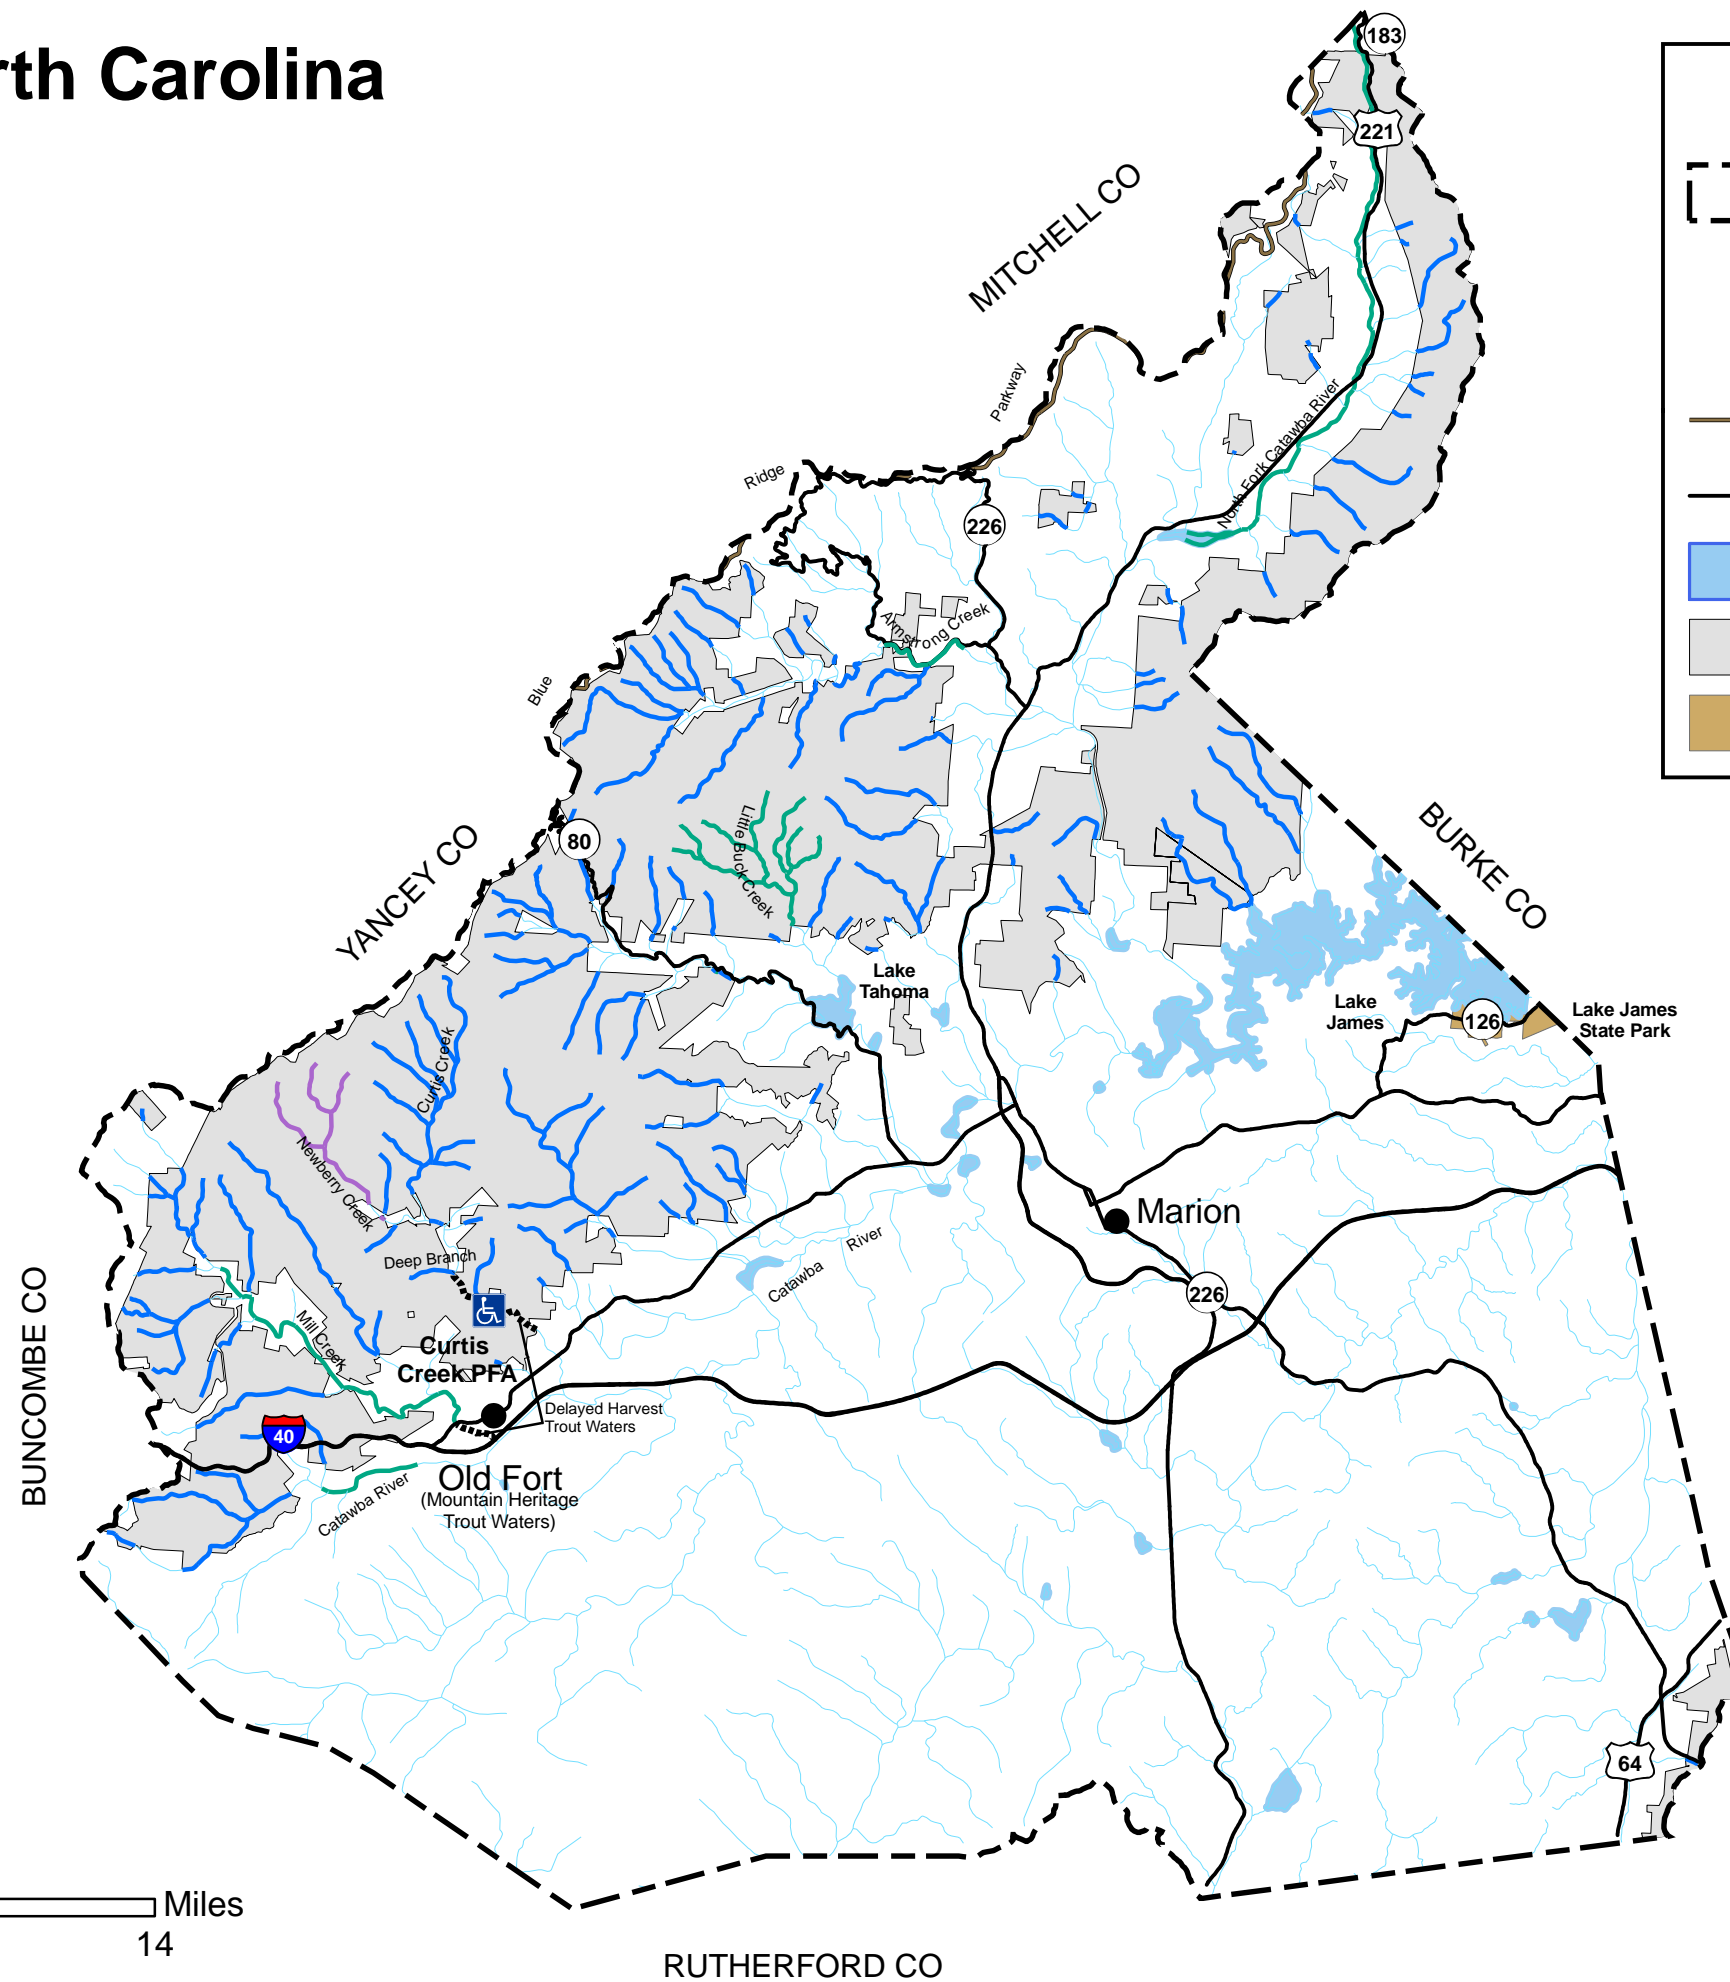 rth Carolina
183
221
MITCHELL CO
Parkway
Ridge
North Fork Catawba River
226
Armstrong Creek
Blue
BURKE CO
80
Little Buck Creek
YANCEY CO
Lake
Tahoma
Lake
James
126
Lake James
State Park
Curtis Creek
Newberry Creek
Marion
River
Catawba
Deep Branch
226
BUNCOMBE CO
Mill Creek
Curtis
Creek PFA
Delayed Harvest
Trout Waters
40
Old Fort
(Mountain Heritage
Trout Waters)
Catawba River
64
Miles
14
RUTHERFORD CO